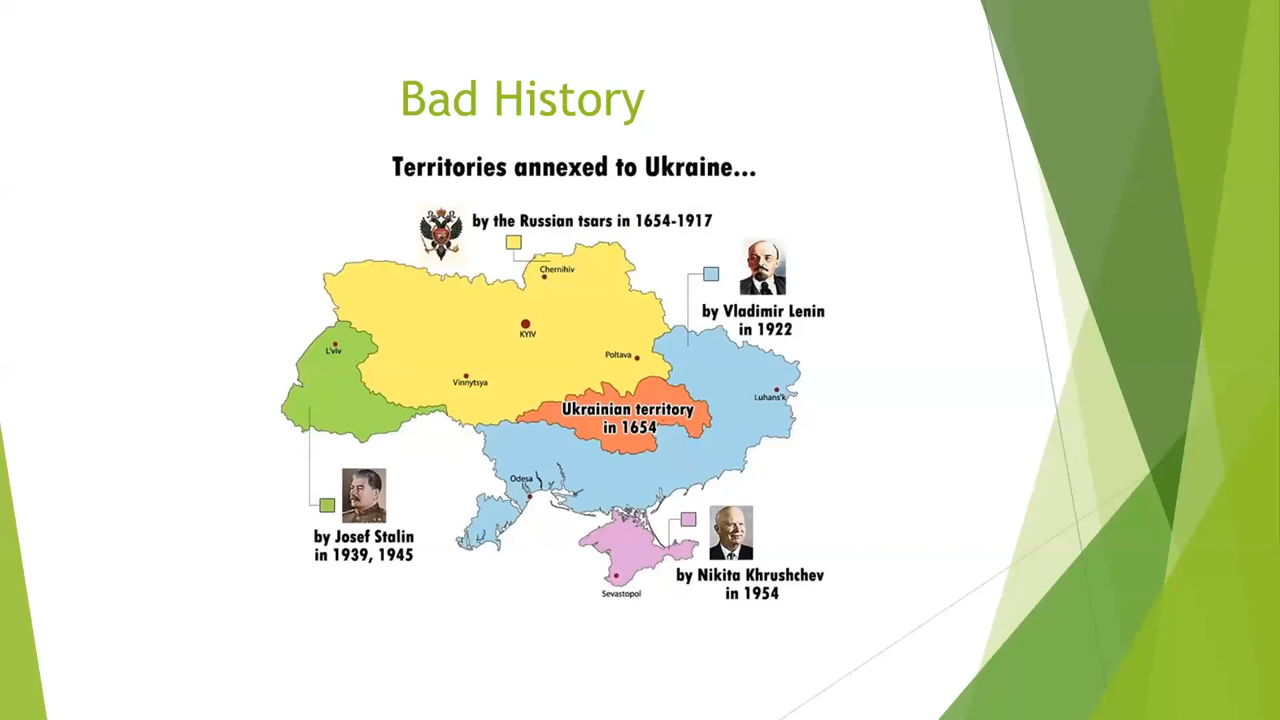 Bad History
Territories annexed to Ukraine...
by the Russian tsars in 1654-1917
Chernihiv
by Vladimir Lenin
in 1922
KYIV
L'viv
Poltava
Vinnytsya
Luhans'k
Ukrainian territory
in 1654
Odesa
by Josef Stalin
in 1939, 1945
by Nikita Khrushchev
in 1954
Sevastopol